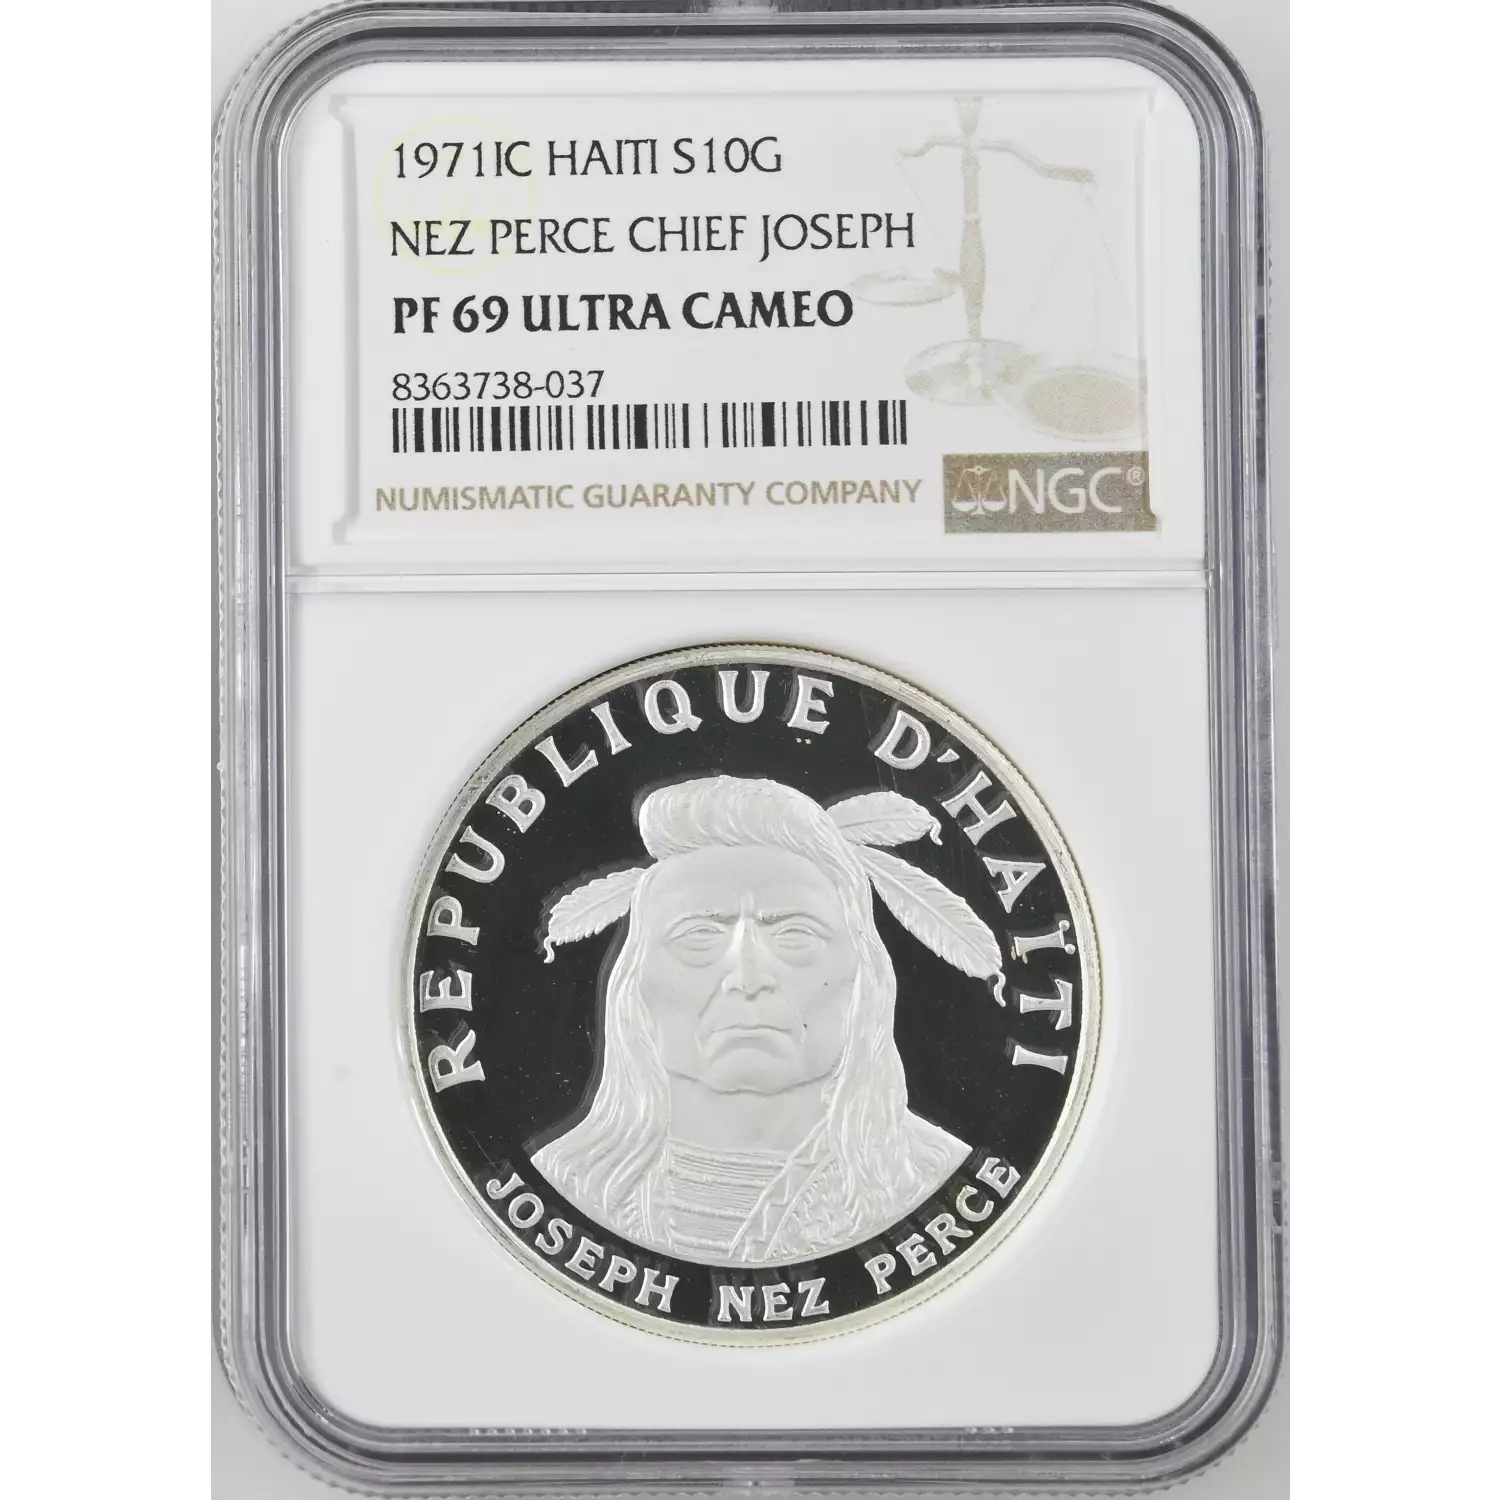 1971IC HAITI S10G
NEZ PERCE CHIEF JOSEPH
PF 69 ULTRA CAMEO
8363738-037
NUMISMATIC GUARANTY COMPANY
NGC®
REPUBLIQUE D'HAÏTI
JOSEPH NEZ PERCE